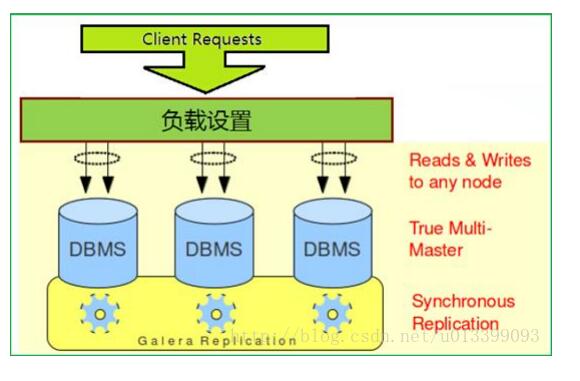 Client Requests
负载设置
Reads & Writes
to any node
DBMS
DBMS
DBMS
True Multi-
Master
Synchronous
Replication
Galera Replication
http://blog.csdn.net/u013399093